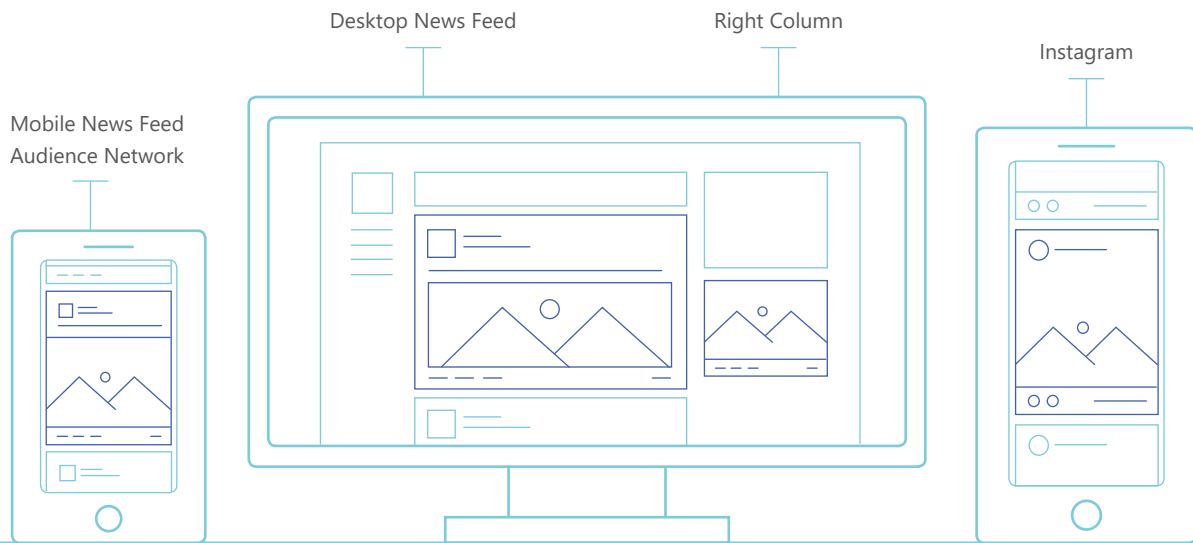 Desktop News Feed
Right Column
Instagram
Mobile News Feed
Audience Network